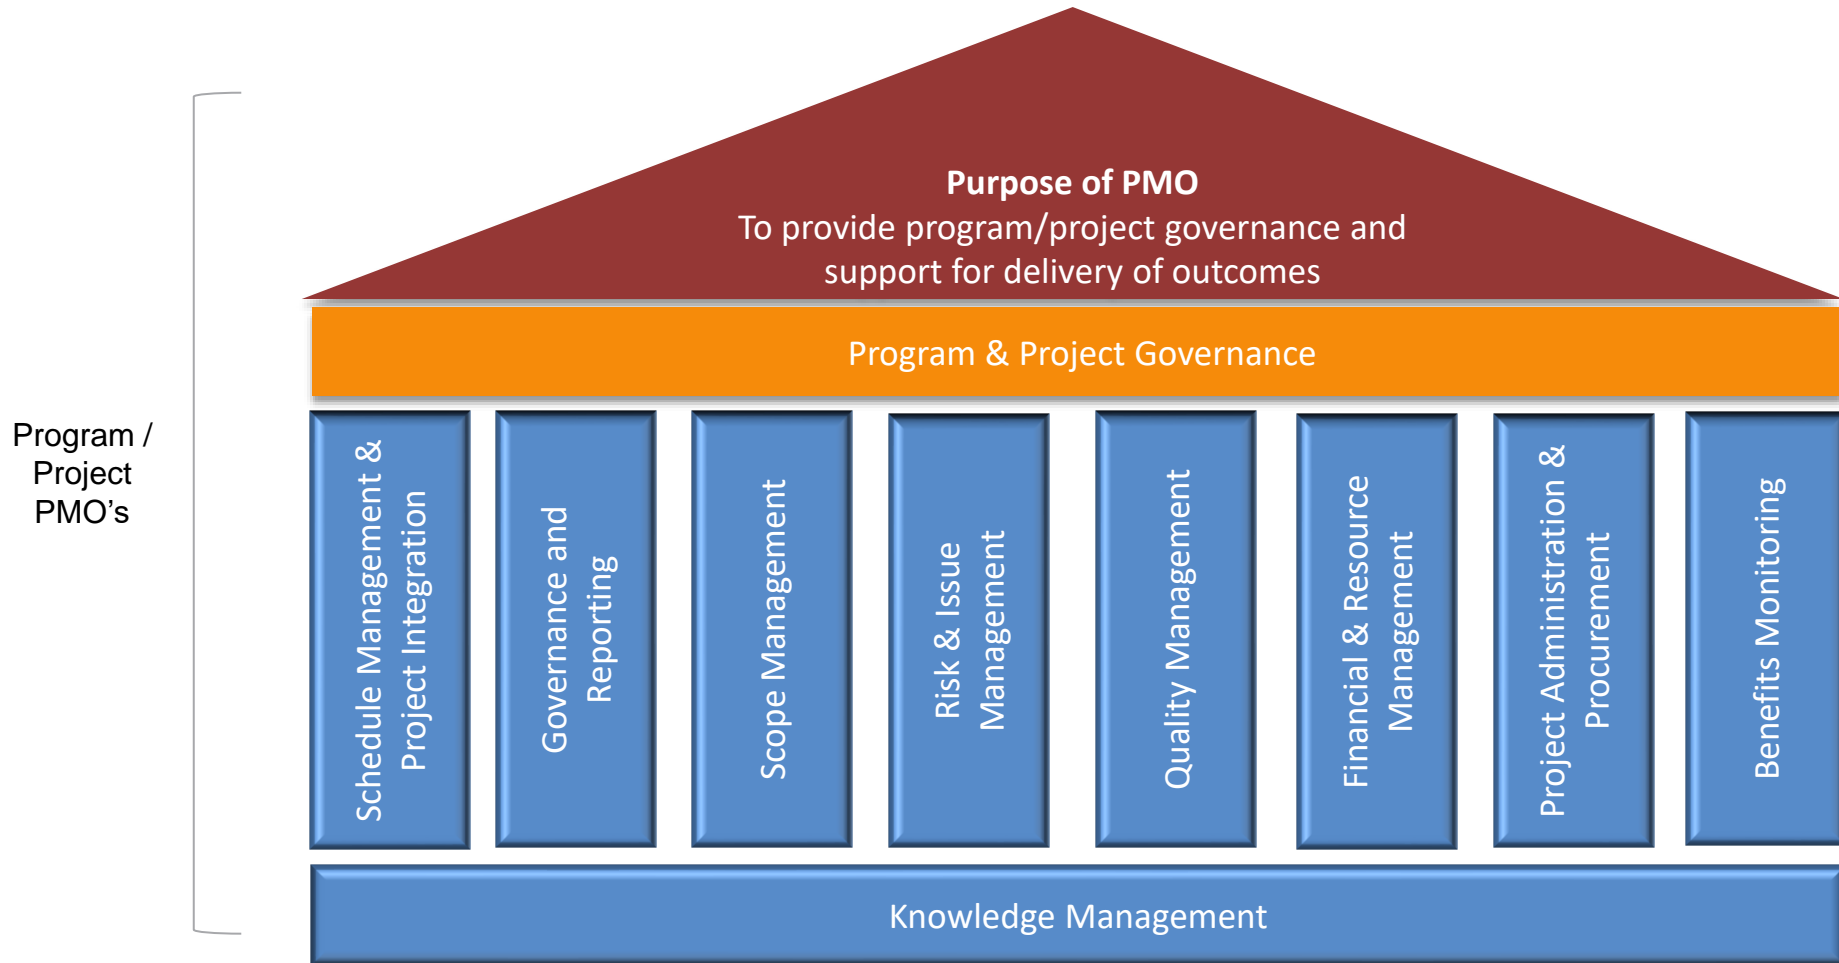 Purpose of PMO
To provide program/project governance and
support for delivery of outcomes
Program & Project Governance
Program /
Project
PMO’s
Schedule Management &
Project Integration
Governance and
Reporting
Scope Management
Risk & Issue
Management
Quality Management
Financial & Resource
Management
Project Administration &
Procurement
Benefits Monitoring
Knowledge Management